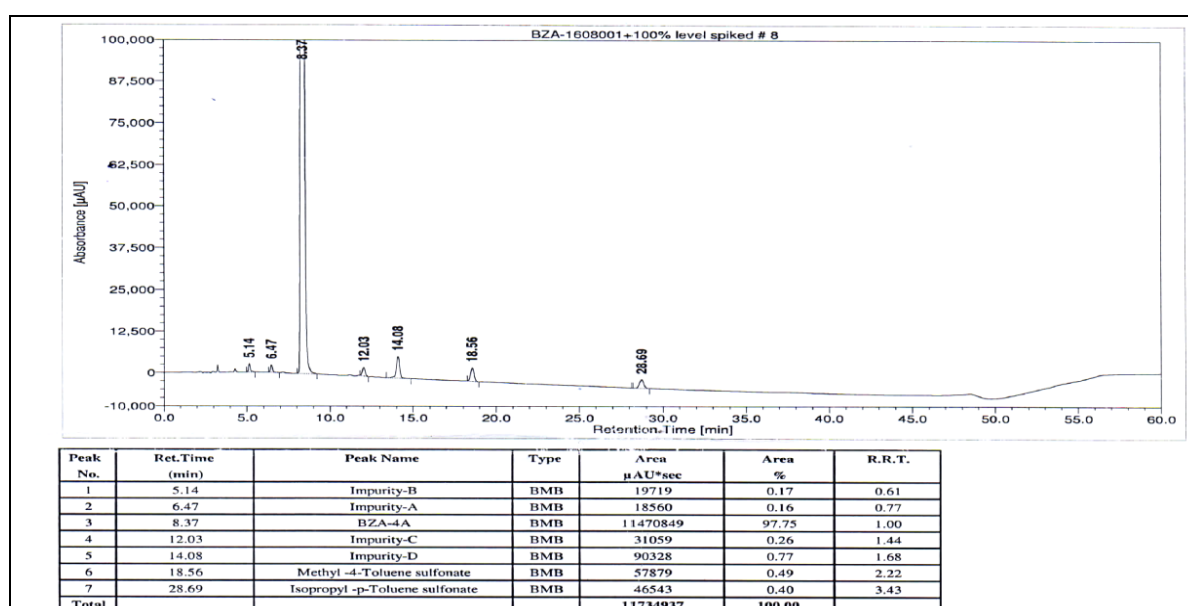 BZA-1608001+100% level spiked # 8
100,000
87,500
75,000
62,500
50,000
37,500
25,000
12,500
0
-10,000
Absorbance [µAU]
5.14
6.47
8.37
12.03
14.08
18.56
28.69
0.0 5.0 10.0 15.0 20.0 25.0 30.0 35.0 40.0 45.0 50.0 55.0 60.0
Retention Time [min]
Peak No. Ret.Time (min) Peak Name Type Area µAU*sec Area % R.R.T.
1 5.14 Impurity-B BMB 19719 0.17 0.61
2 6.47 Impurity-A BMB 18560 0.16 0.77
3 8.37 BZA-4A BMB 11470849 97.75 1.00
4 12.03 Impurity-C BMB 31059 0.26 1.44
5 14.08 Impurity-D BMB 90328 0.77 1.68
6 18.56 Methyl -4-Toluene sulfonate BMB 57879 0.49 2.22
7 28.69 Isopropyl -p-Toluene sulfonate BMB 46543 0.40 3.43
Total 11734937 100.00